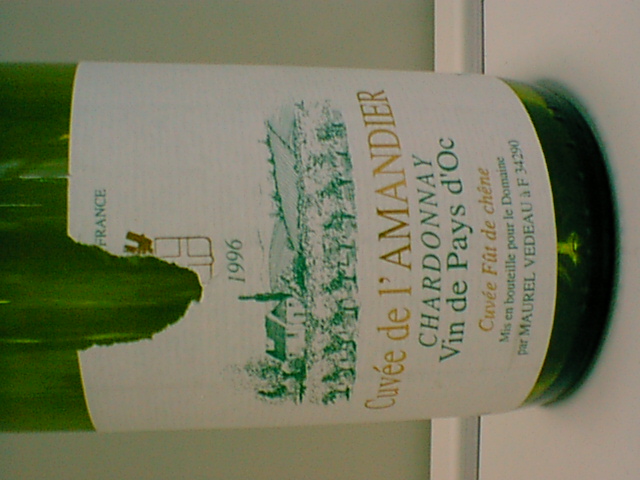 FRANCE
1996
Cuvée de l'AMANDIER
CHARDONNAY
Vin de Pays d'Oc
Cuvée Fût de chêne
Mis en bouteille pour le Domaine
par MAUREL VEDEAU à F 34290